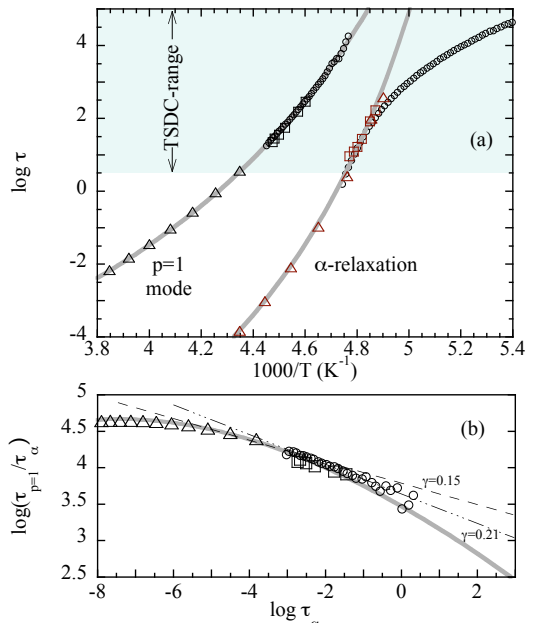 6
4
2
0
-2
-4
log τ
TSDC-range
(a)
p=1
mode
α-relaxation
3.8 4 4.2 4.4 4.6 4.8 5 5.2 5.4
1000/T (K⁻¹)
5
4.5
4
3.5
3
2.5
log(τp=1/τα)
(b)
γ=0.15
γ=0.21
-8 -6 -4 -2 0 2
log τα